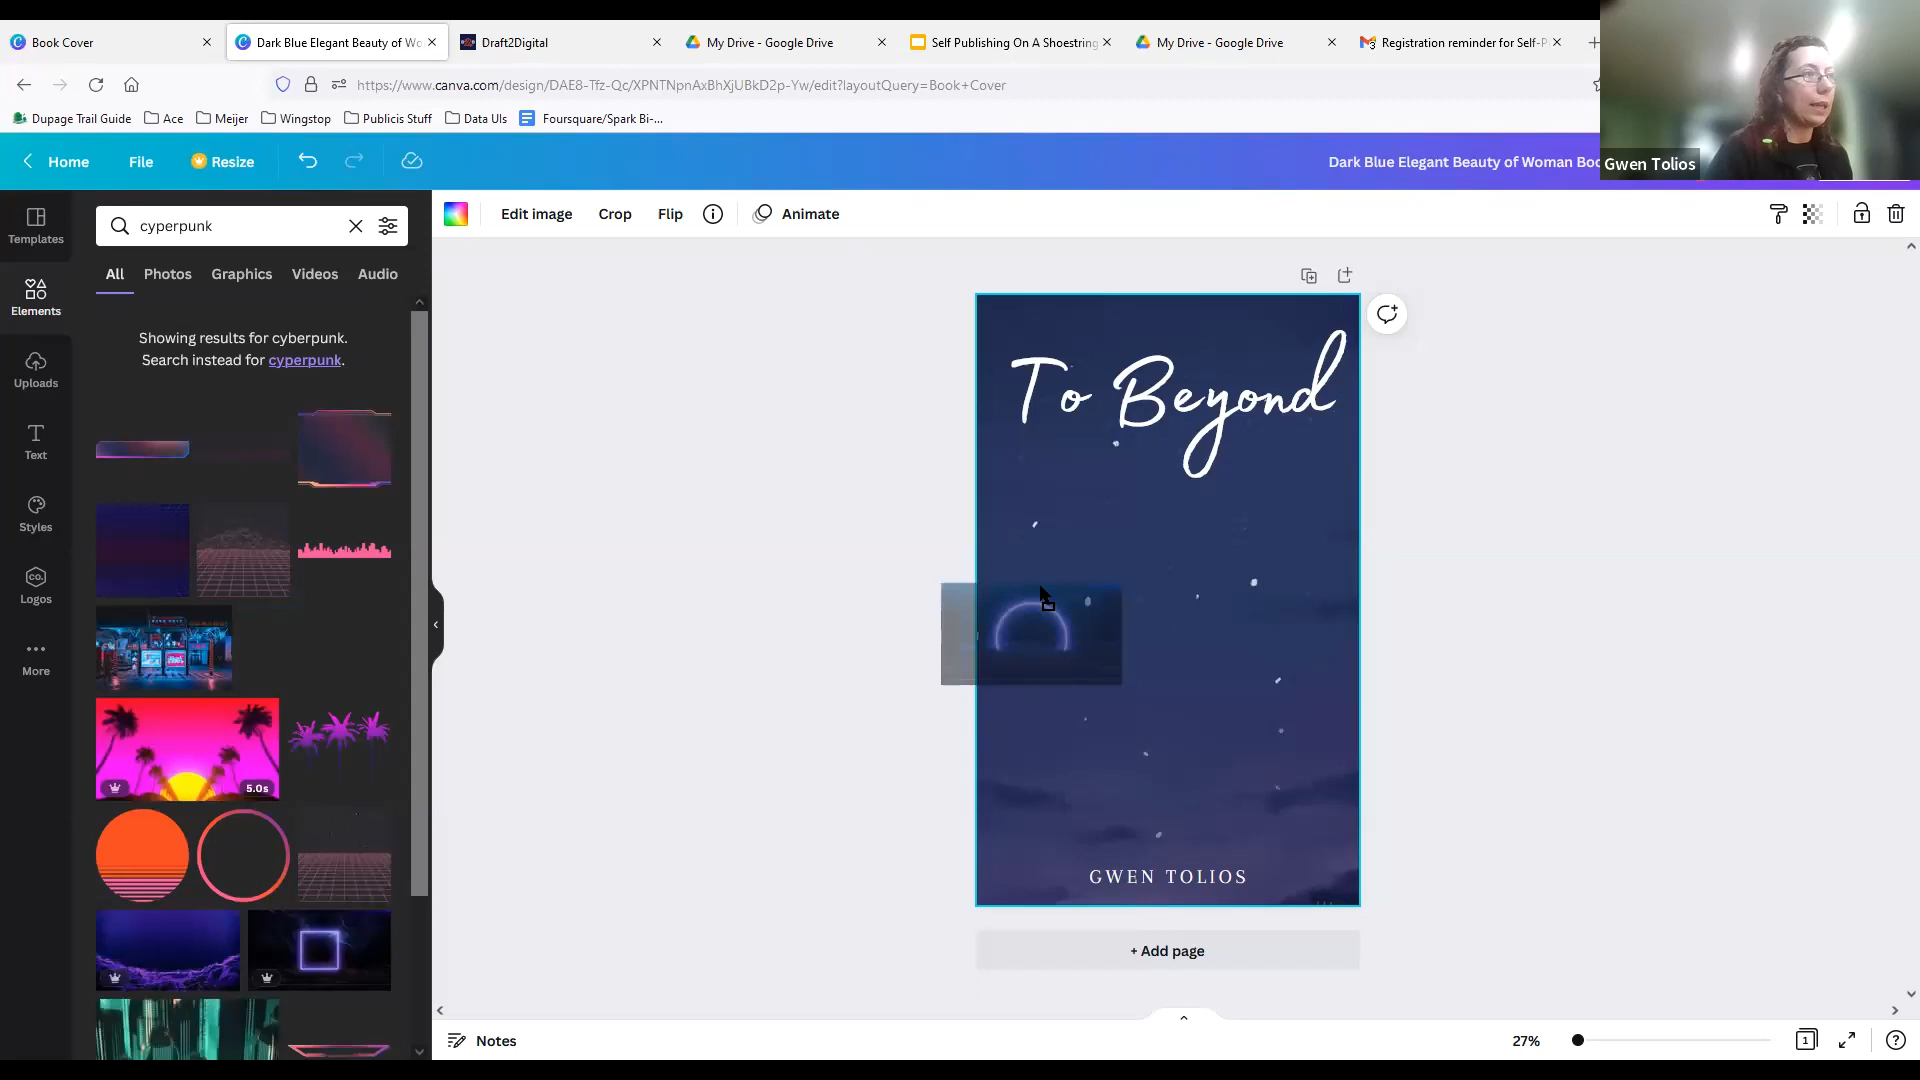 Book Cover
Dark Blue Elegant Beauty of Wo
Draft2Digital
My Drive - Google Drive
Self Publishing On A Shoestring
My Drive - Google Drive
Registration reminder for Self-P
https://www.canva.com/design/DAE8-Tfz-Qc/XPNTNpnAxBhXjUBkD2p-Yw/edit?layoutQuery=Book+Cover
Dupage Trail Guide
Ace
Meijer
Wingstop
Publicis Stuff
Data UIs
Foursquare/Spark Bi-...
Home
File
Resize
Dark Blue Elegant Beauty of Woman Boo
Gwen Tolios
Templates
Elements
Uploads
Text
Styles
co.
Logos
More
cyperpunk
All
Photos
Graphics
Videos
Audio
Showing results for cyberpunk.
Search instead for cyperpunk.
5.0s
Edit image
Crop
Flip
Animate
To Beyond
GWEN TOLIOS
+ Add page
Notes
27%
1